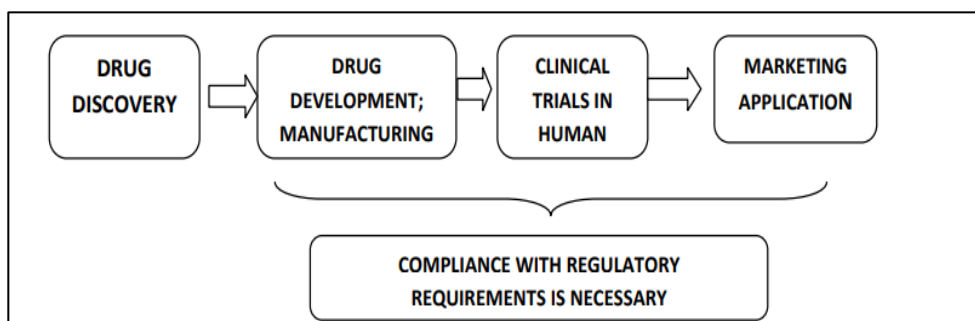 DRUG
DISCOVERY
DRUG
DEVELOPMENT;
MANUFACTURING
CLINICAL
TRIALS IN
HUMAN
MARKETING
APPLICATION
COMPLIANCE WITH REGULATORY
REQUIREMENTS IS NECESSARY